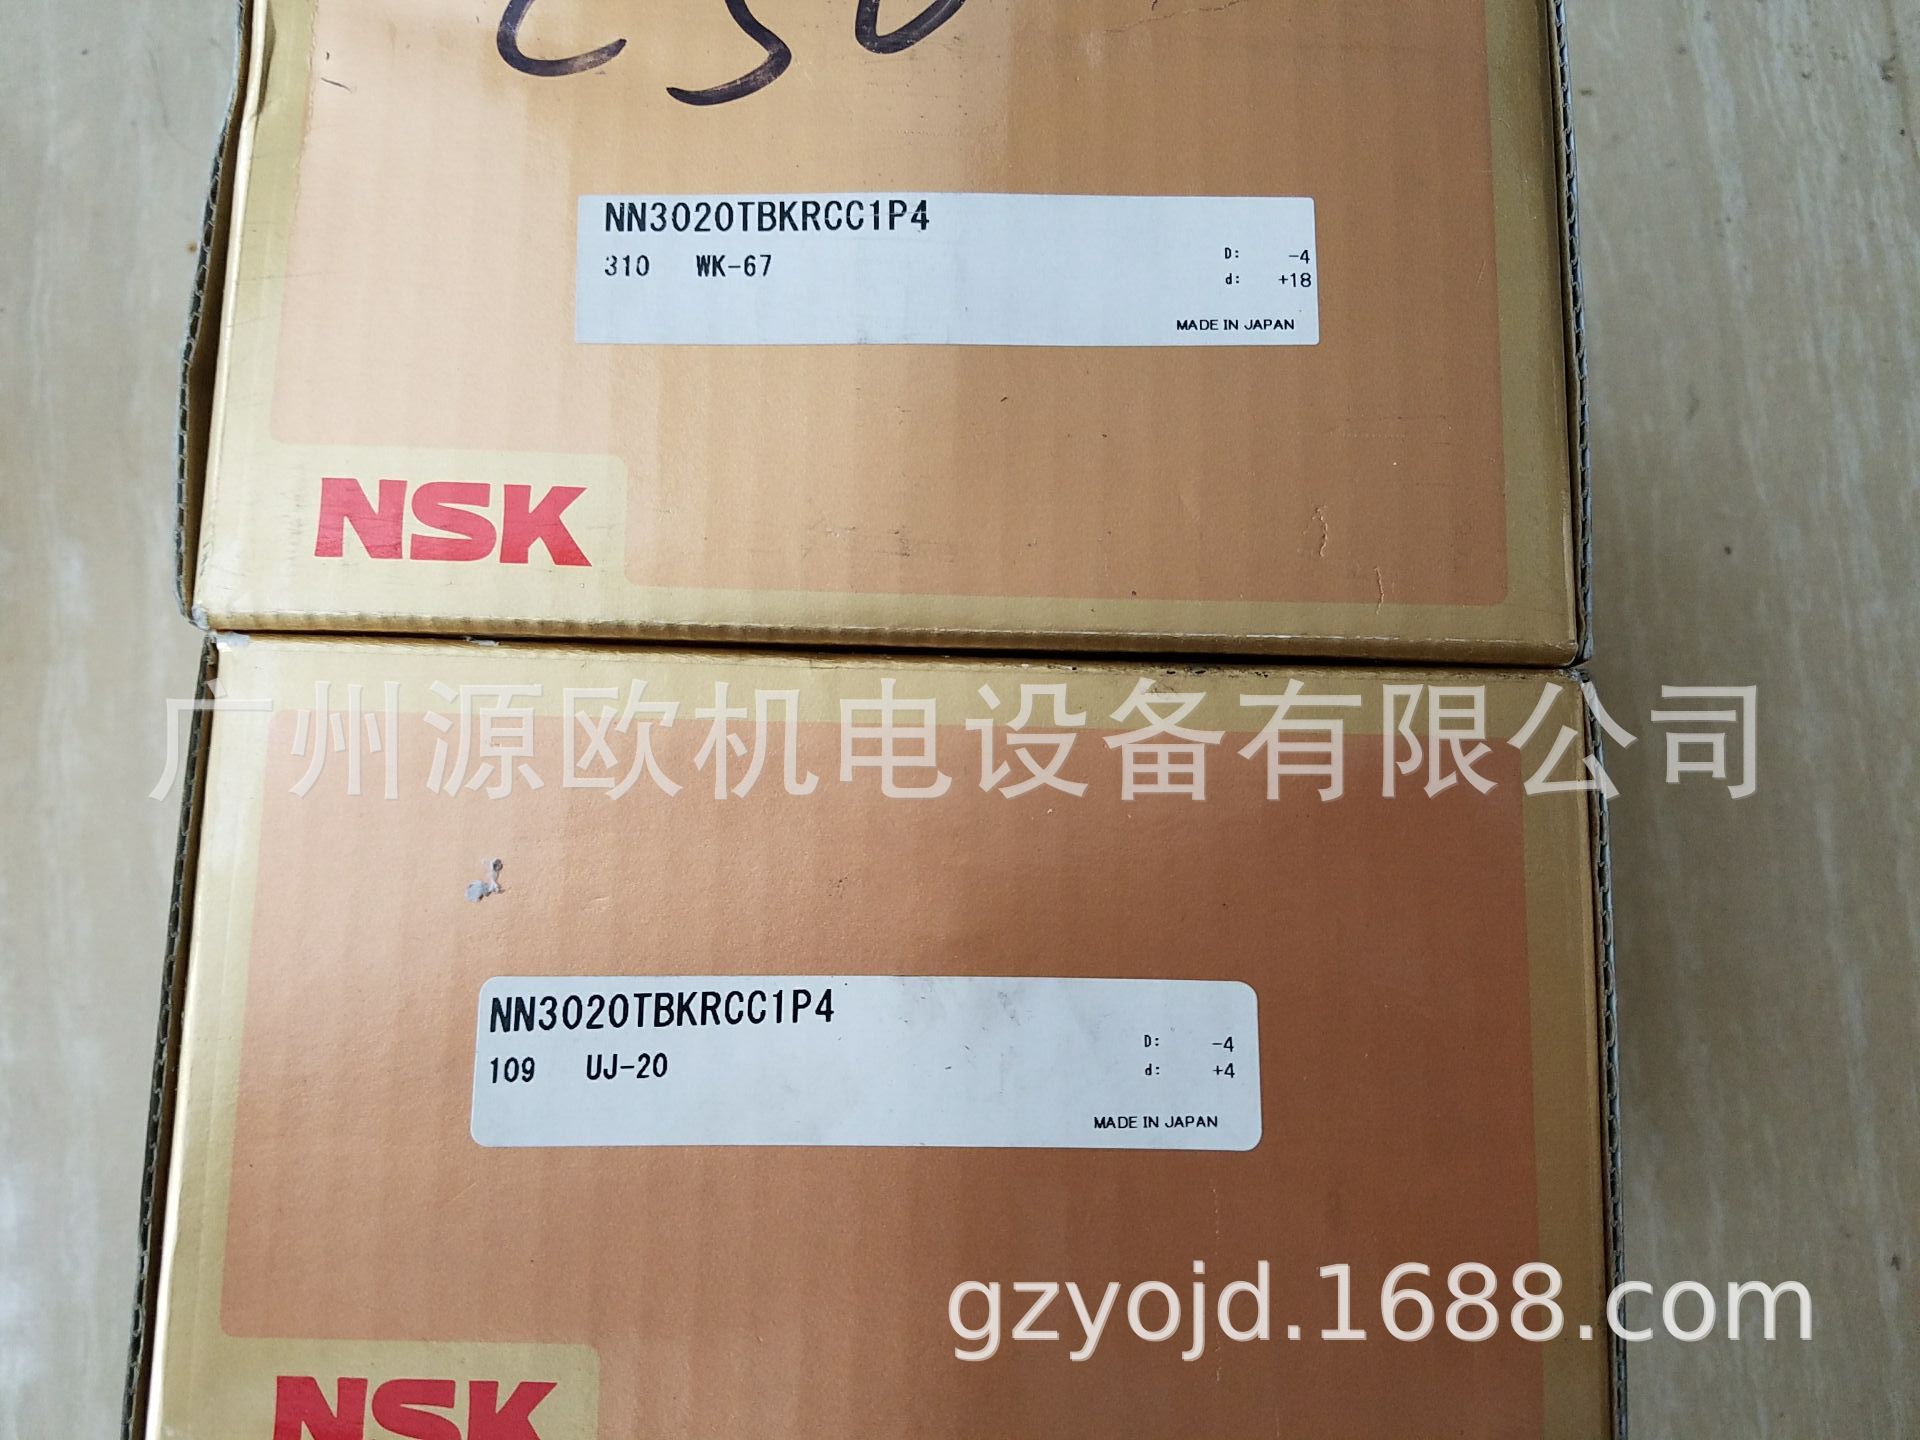 NN3020TBKRCC1P4
310 WK-67
D: -4
d: +18
MADE IN JAPAN
NSK
广州源欧机电设备有限公司
NN3020TBKRCC1P4
109 UJ-20
D: -4
d: +4
MADE IN JAPAN
gzyojd.1688.com
NSK